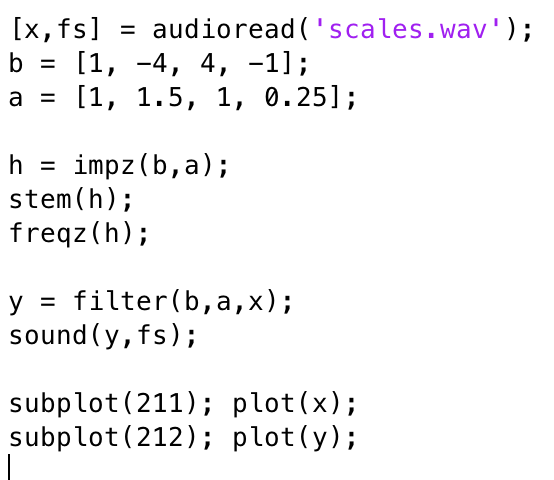 [x,fs] = audioread('scales.wav');
b = [1, -4, 4, -1];
a = [1, 1.5, 1, 0.25];
h = impz(b,a);
stem(h);
freqz(h);
y = filter(b,a,x);
sound(y,fs);
subplot(211); plot(x);
subplot(212); plot(y);